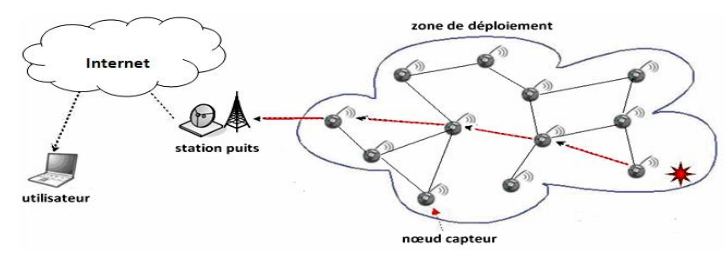 zone de déploiement
Internet
station puits
utilisateur
nœud capteur